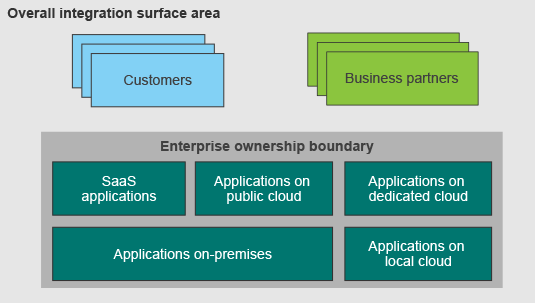 Overall integration surface area
Customers
Business partners
Enterprise ownership boundary
SaaS
applications
Applications on
public cloud
Applications on
dedicated cloud
Applications on-premises
Applications on
local cloud